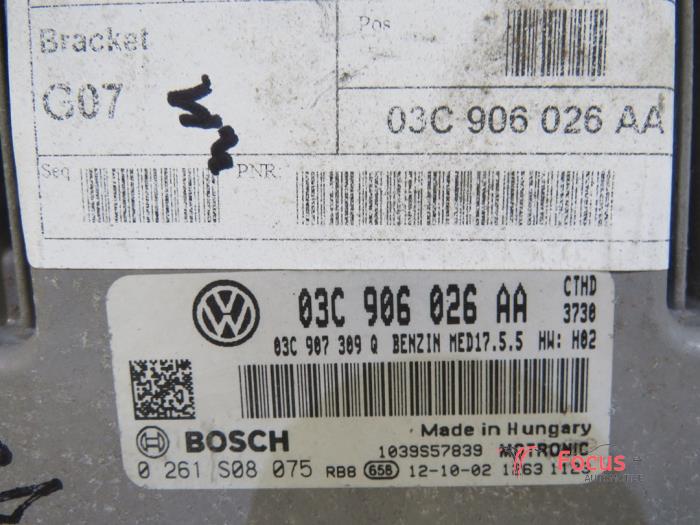 Bracket
Pos
G07
03C 906 026 AA
Seq
PNR:
03C 906 026 AA
CTHD
3730
03C 907 309 Q BENZIN MED17.5.5 HW: H02
Made in Hungary
BOSCH
1039S57839 MOTRONIC
0 261 S08 075 RB8 658 12-10-02
Focus
AUTOMOTIVE